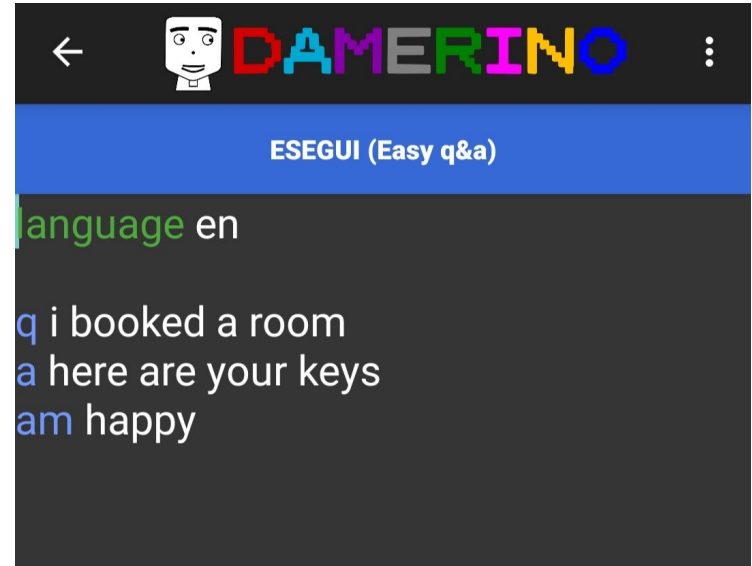 DAMERINO
ESEGUI (Easy q&a)
language en
q i booked a room
a here are your keys
am happy